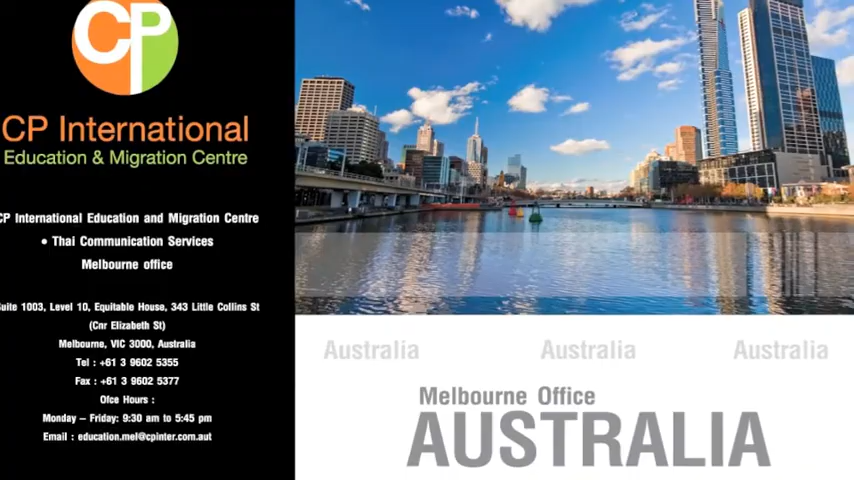 CP
CP International
Education & Migration Centre
CP International Education and Migration Centre
• Thai Communication Services
Melbourne office
Suite 1003, Level 10, Equitable House, 343 Little Collins St
(Cnr Elizabeth St)
Melbourne, VIC 3000, Australia
Tel : +61 3 9602 5355
Fax : +61 3 9602 5377
Ofce Hours :
Monday – Friday: 9:30 am to 5:45 pm
Email : education.mel@cpinter.com.aut
Australia Australia Australia
Melbourne Office
AUSTRALIA